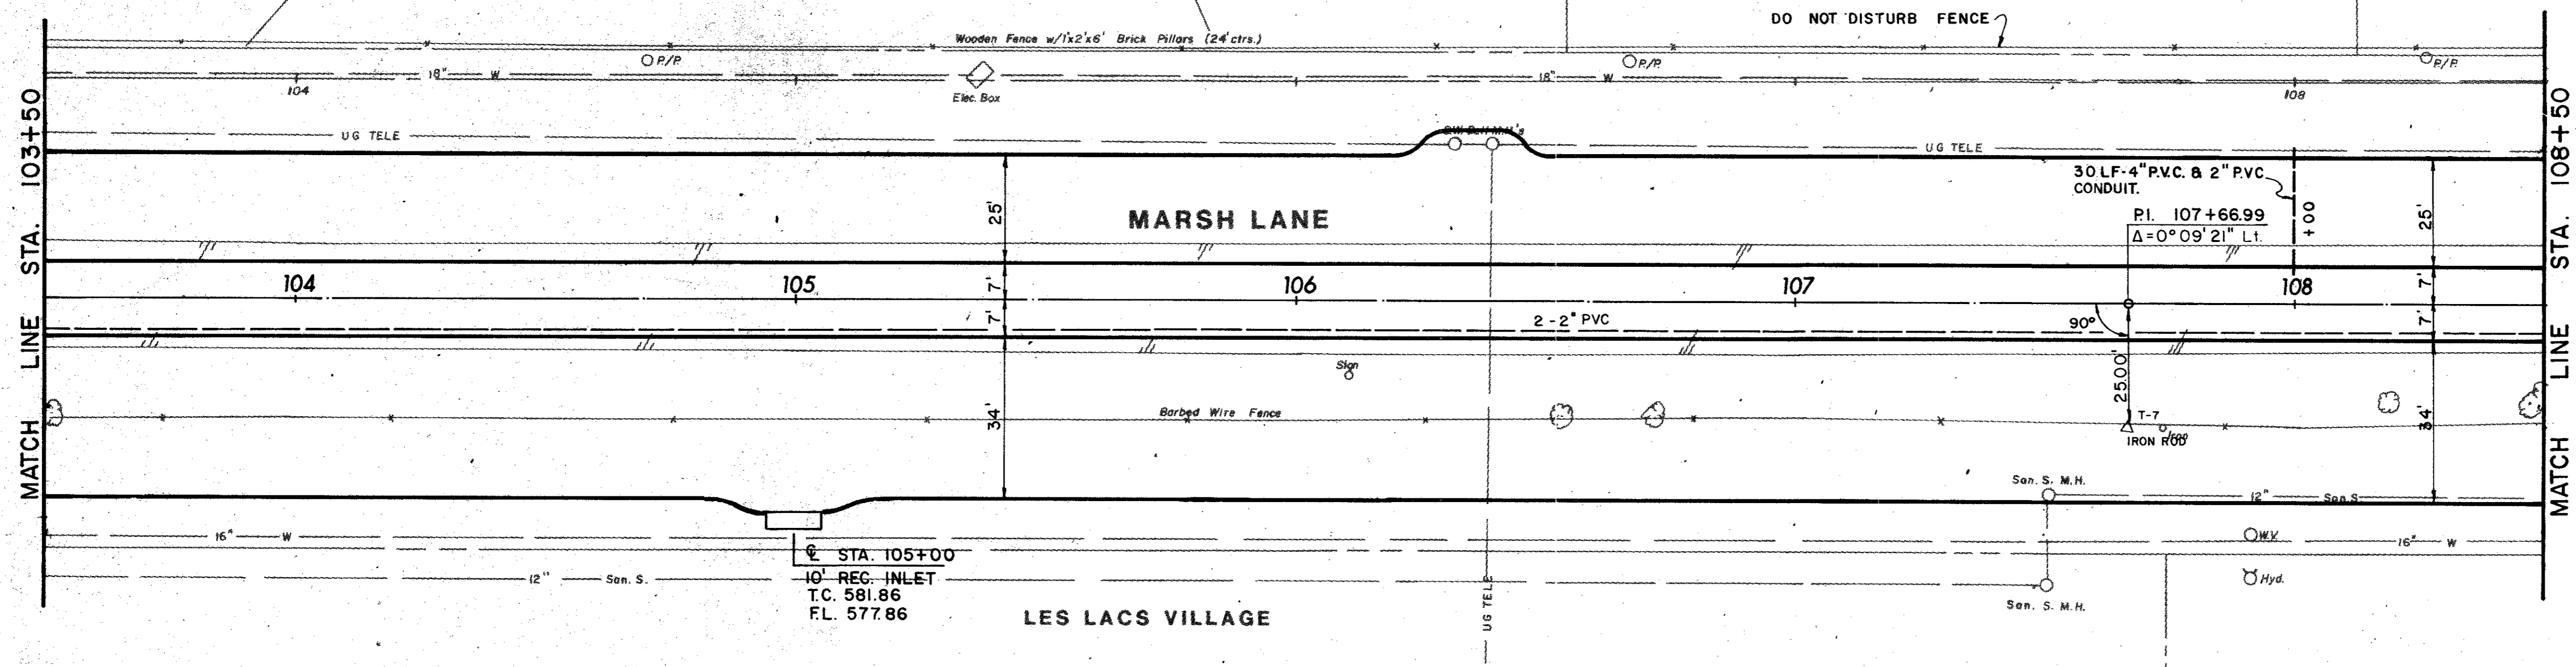 DO NOT DISTURB FENCE
Wooden Fence w/1'x2'x6' Brick Pillars (24' ctrs.)
P/P
P/P
P/P
18" W
18" W
104
Elec. Box
108
UG TELE
UG TELE
MATCH LINE STA. 103+50
MATCH LINE STA. 108+50
30 LF-4" P.V.C. & 2" PVC
CONDUIT.
MARSH LANE
25'
25'
P.I. 107+66.99
Δ=0°09'21" Lt.
+00
104
105
106
107
108
7'
7'
7'
7'
2-2" PVC
90°
Sign
25.00'
34'
34'
Barbed Wire Fence
T-7
IRON ROD
San. S. M.H.
12" San. S.
16" W
W.V.
16" W
℄ STA. 105+00
10' REC. INLET
T.C. 581.86
F.L. 577.86
12" San. S.
UG TELE
Hyd.
San. S. M.H.
LES LACS VILLAGE